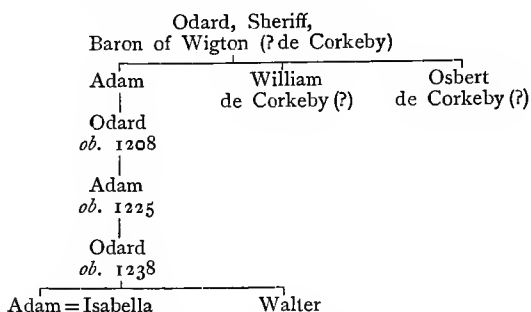 Odard, Sheriff,
Baron of Wigton (? de Corkeby)
Adam William Osbert
de Corkeby (?) de Corkeby (?)
Odard
ob. 1208
Adam
ob. 1225
Odard
ob. 1238
Adam=Isabella Walter